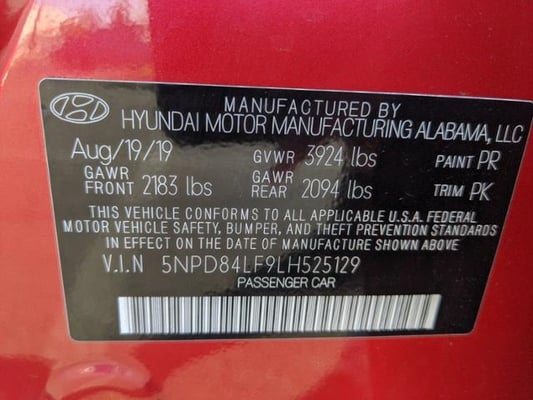 MANUFACTURED BY
HYUNDAI MOTOR MANUFACTURING ALABAMA, LLC
Aug/19/19 GVWR 3924 lbs PAINT PR
GAWR FRONT 2183 lbs GAWR REAR 2094 lbs TRIM PK
THIS VEHICLE CONFORMS TO ALL APPLICABLE U.S.A. FEDERAL
MOTOR VEHICLE SAFETY, BUMPER, AND THEFT PREVENTION STANDARDS
IN EFFECT ON THE DATE OF MANUFACTURE SHOWN ABOVE
V.I.N 5NPD84LF9LH525129
PASSENGER CAR